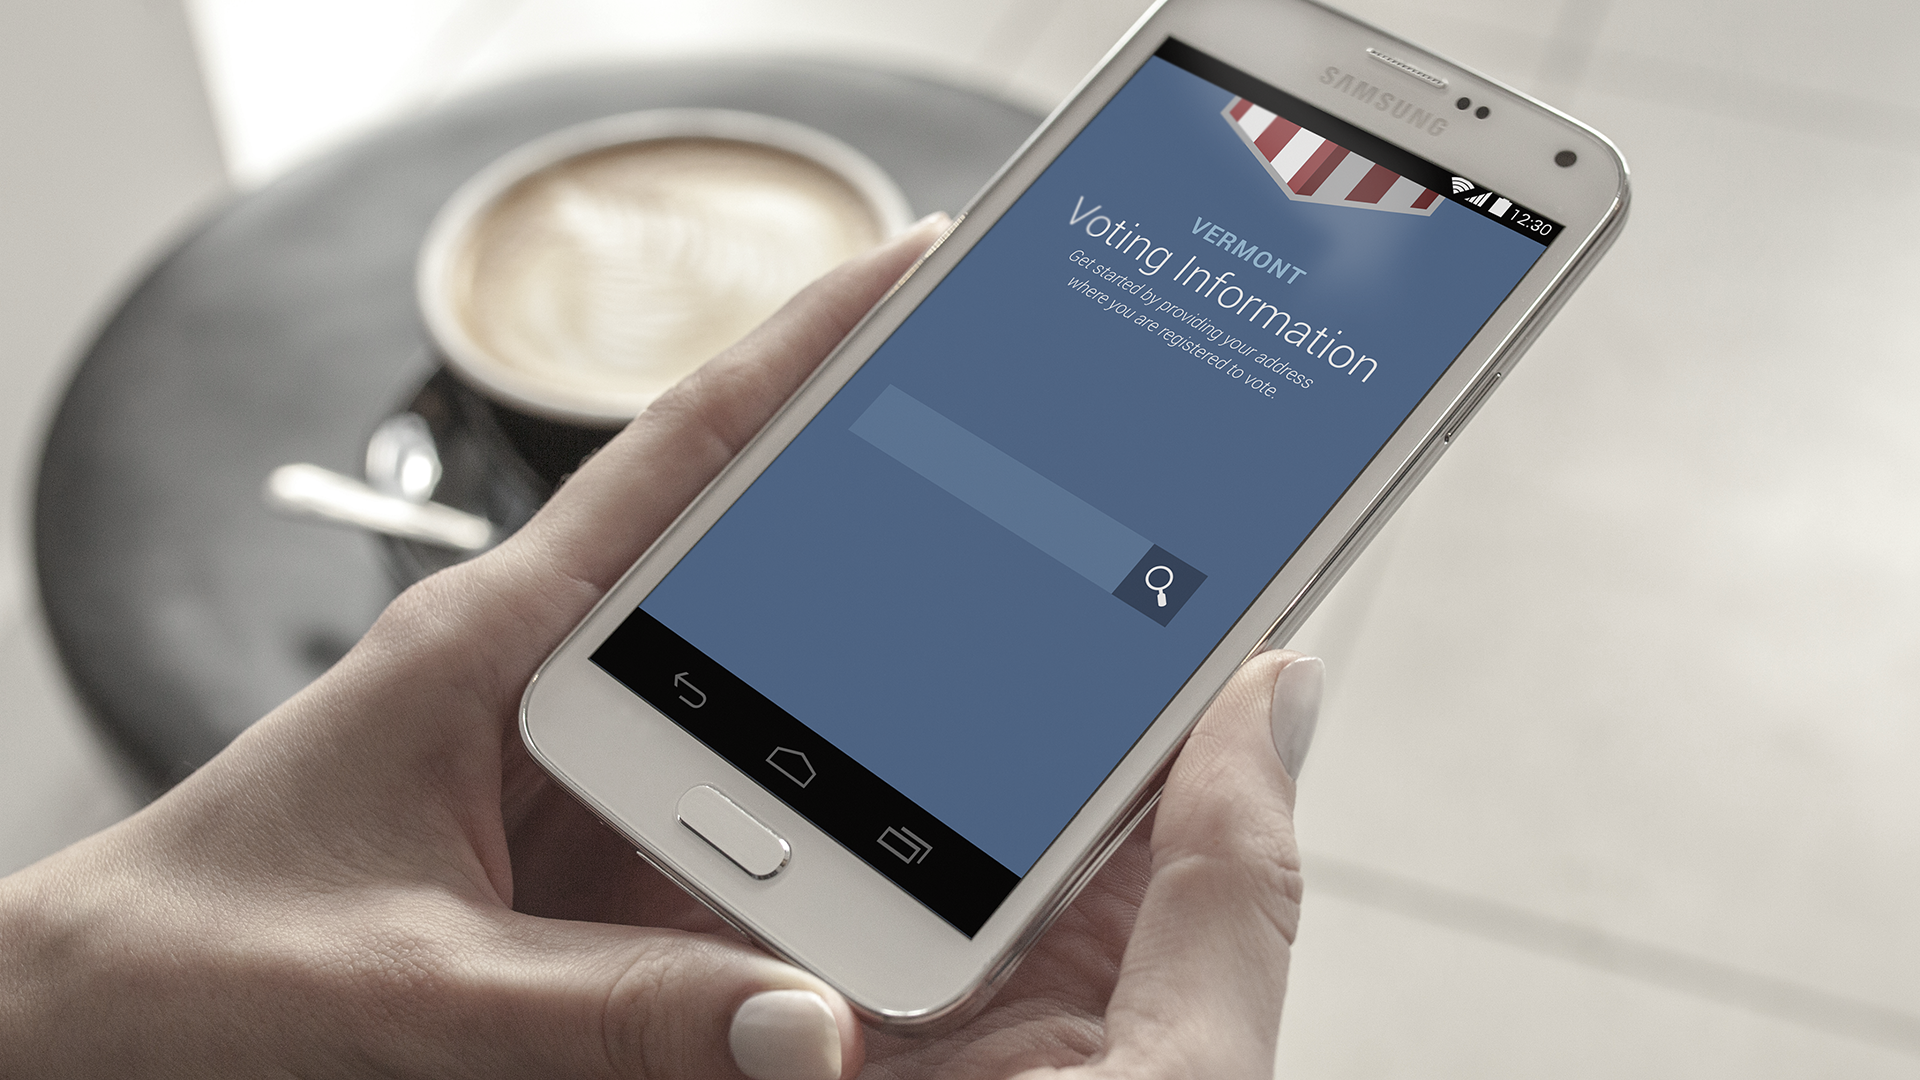 SAMSUNG
12:30
VERMONT
Voting Information
Get started by providing your address
where you are registered to vote.